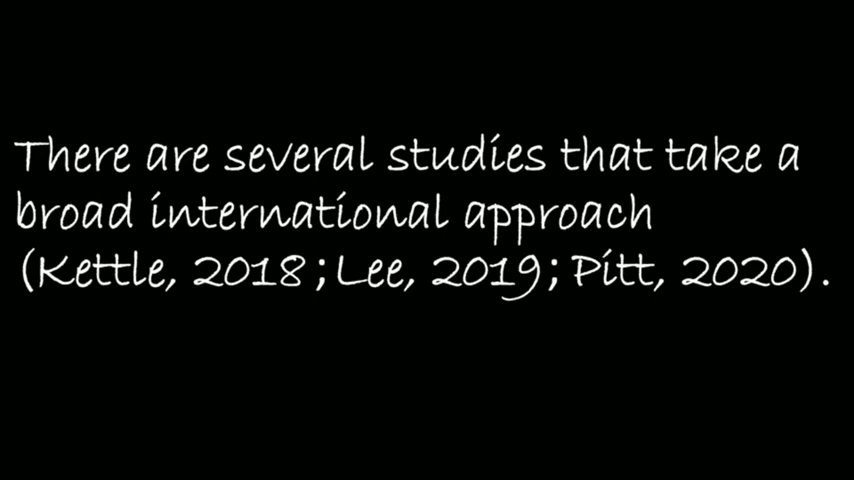 There are several studies that take a
broad international approach
(Kettle, 2018; Lee, 2019; Pitt, 2020).